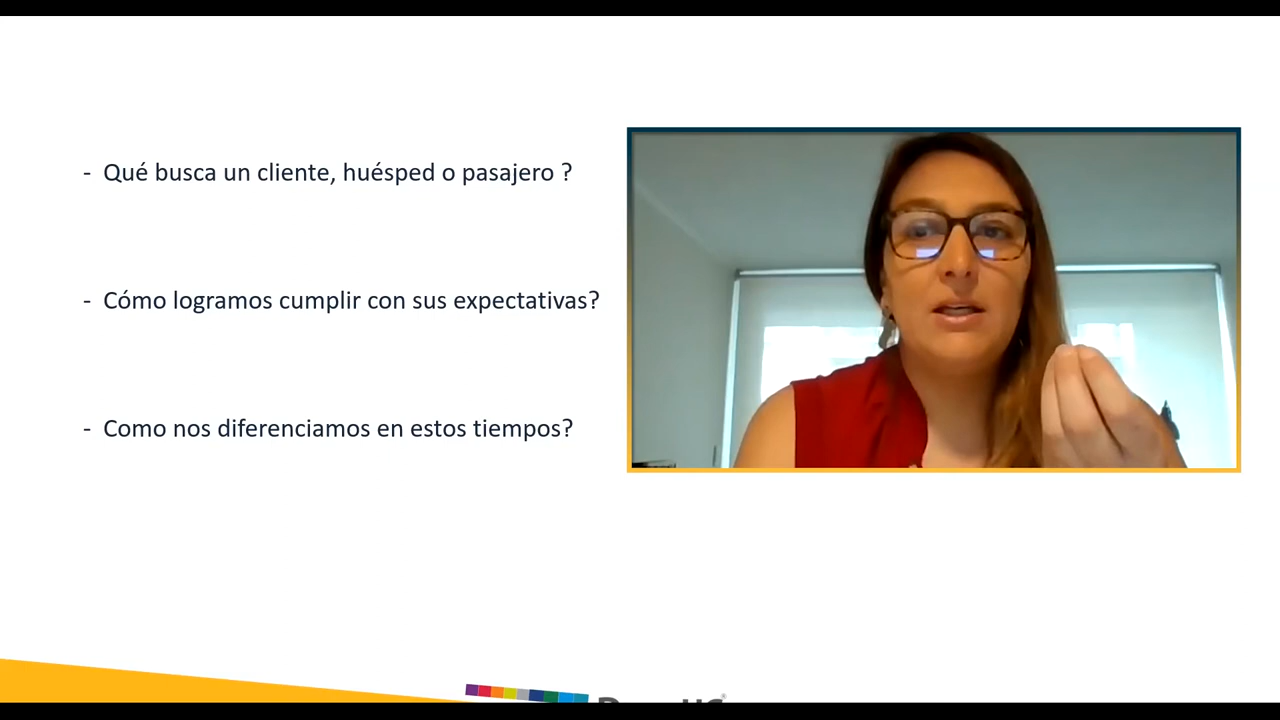 - Qué busca un cliente, huésped o pasajero ?
- Cómo logramos cumplir con sus expectativas?
- Como nos diferenciamos en estos tiempos?